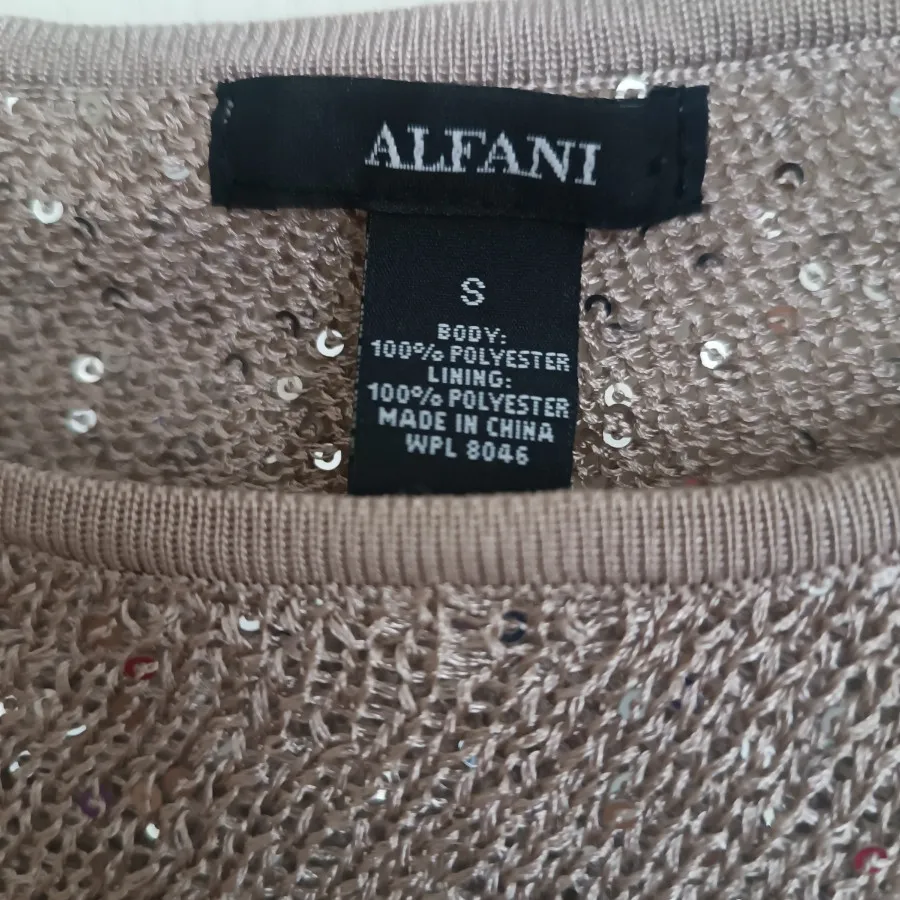 ALFANI
S
BODY:
100% POLYESTER
LINING:
100% POLYESTER
MADE IN CHINA
WPL 8046